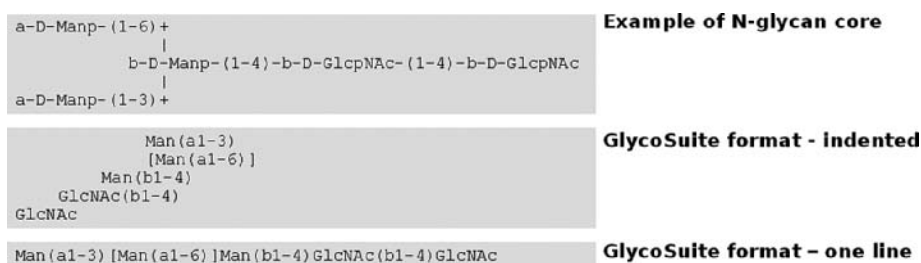 a-D-Manp-(1-6)+
|
b-D-Manp-(1-4)-b-D-GlcpNAc-(1-4)-b-D-GlcpNAc
|
a-D-Manp-(1-3)+
Example of N-glycan core
Man(a1-3)
[Man(a1-6)]
Man(b1-4)
GlcNAc(b1-4)
GlcNAc
GlycoSuite format - indented
Man(a1-3)[Man(a1-6)]Man(b1-4)GlcNAc(b1-4)GlcNAc
GlycoSuite format – one line